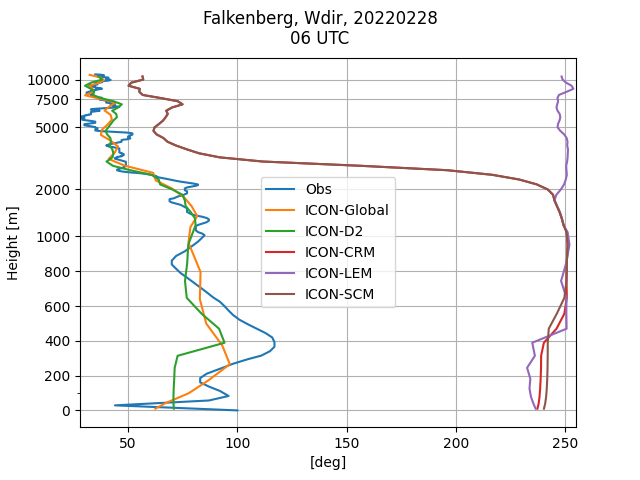 Falkenberg, Wdir, 20220228
06 UTC
10000
7500
5000
2000
1000
800
600
400
200
0
Height [m]
Obs
ICON-Global
ICON-D2
ICON-CRM
ICON-LEM
ICON-SCM
50
100
150
200
250
[deg]